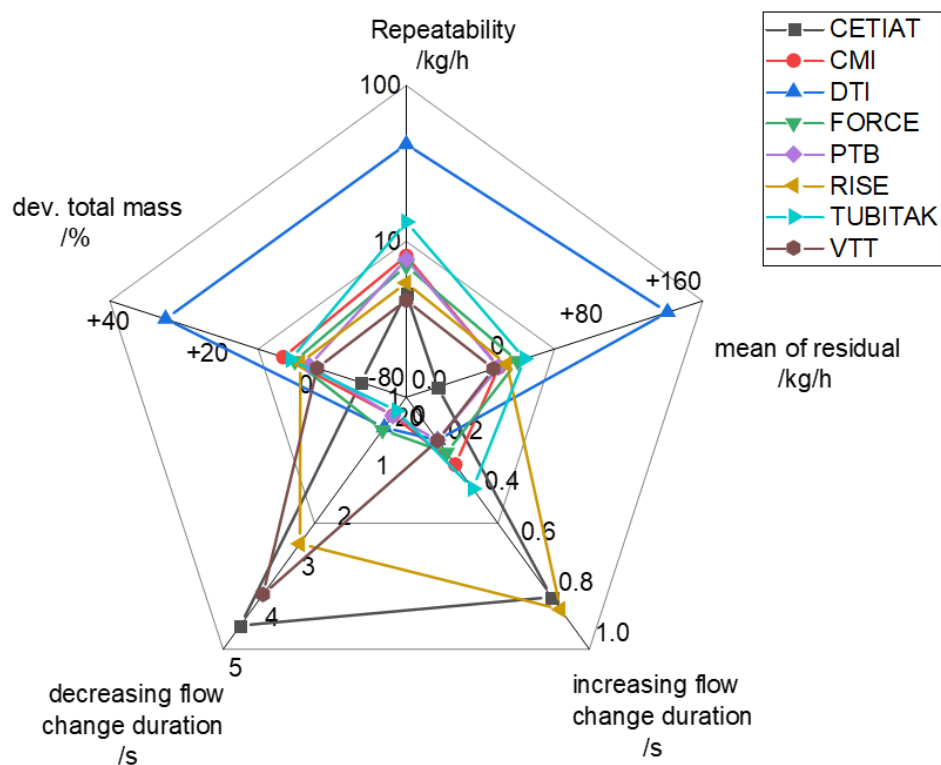 Repeatability
/kg/h
100
10
dev. total mass
/%
+40
+20
0
-80
mean of residual
/kg/h
+160
+80
0
0.0
0.2
0.4
0.6
0.8
1.0
increasing flow
change duration
/s
1
20
0
1
2
3
4
5
decreasing flow
change duration
/s
CETIAT
CMI
DTI
FORCE
PTB
RISE
TUBITAK
VTT